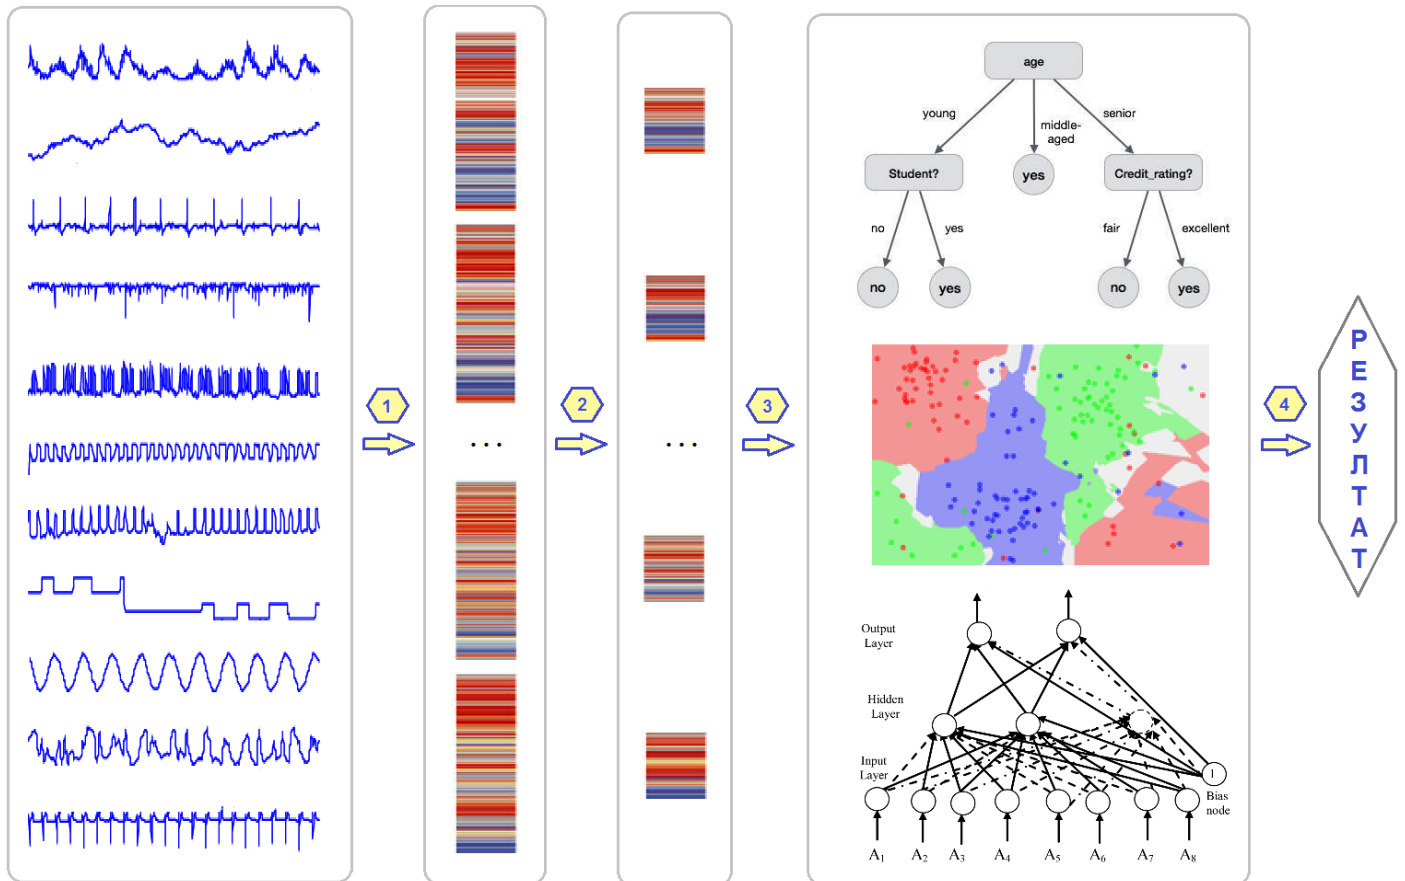 1
...
2
...
3
age
young
middle-
aged
senior
Student?
yes
Credit_rating?
no
yes
fair
excellent
no
yes
no
yes
Output
Layer
Hidden
Layer
Input
Layer
1
Bias
node
A₁ A₂ A₃ A₄ A₅ A₆ A₇ A₈
4
Р
Е
З
У
Л
Т
А
Т